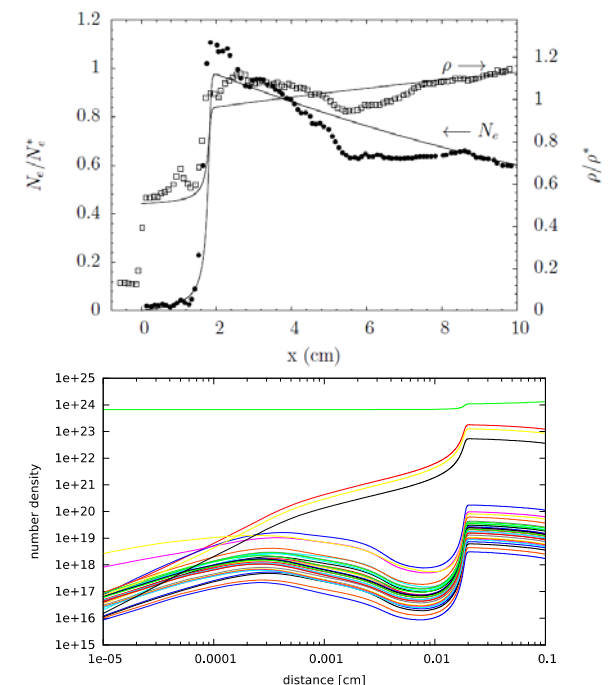 1.2
1
0.8
0.6
0.4
0.2
0
N_e/N_e^*
1.2
1
0.8
0.6
0.4
0.2
0
ρ/ρ*
ρ →
← N_e
0 2 4 6 8 10
x (cm)
1e+25
1e+24
1e+23
1e+22
1e+21
1e+20
1e+19
1e+18
1e+17
1e+16
1e+15
number density
1e-05 0.0001 0.001 0.01 0.1
distance [cm]